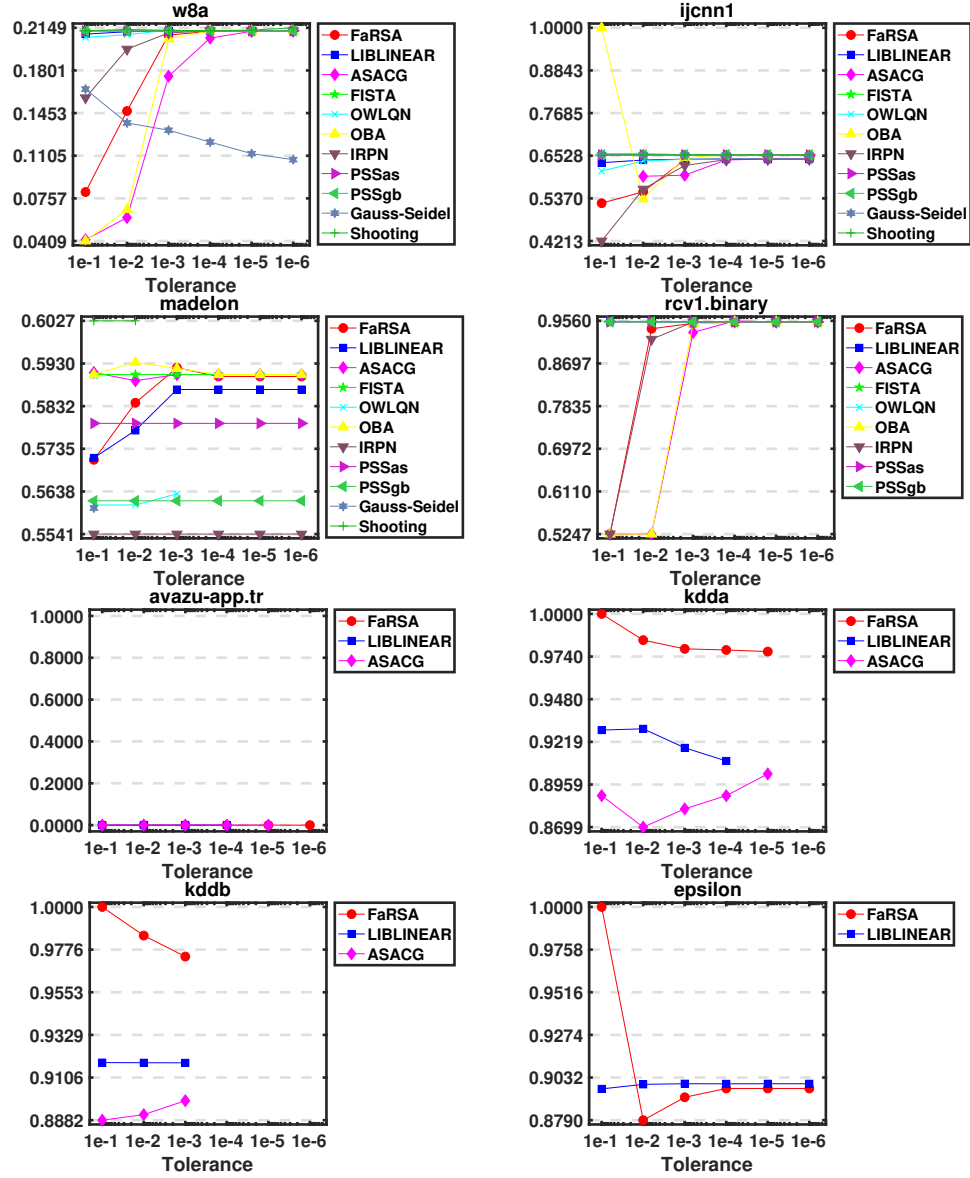 w8a
0.2149
0.1801
0.1453
0.1105
0.0757
0.0409
1e-1 1e-2 1e-3 1e-4 1e-5 1e-6
Tolerance
FaRSA
LIBLINEAR
ASACG
FISTA
OWLQN
OBA
IRPN
PSSas
PSSgb
Gauss-Seidel
Shooting
ijcnn1
1.0000
0.8843
0.7685
0.6528
0.5370
0.4213
1e-1 1e-2 1e-3 1e-4 1e-5 1e-6
Tolerance
FaRSA
LIBLINEAR
ASACG
FISTA
OWLQN
OBA
IRPN
PSSas
PSSgb
Gauss-Seidel
Shooting
madelon
0.6027
0.5930
0.5832
0.5735
0.5638
0.5541
1e-1 1e-2 1e-3 1e-4 1e-5 1e-6
Tolerance
FaRSA
LIBLINEAR
ASACG
FISTA
OWLQN
OBA
IRPN
PSSas
PSSgb
Gauss-Seidel
Shooting
rcv1.binary
0.9560
0.8697
0.7835
0.6972
0.6110
0.5247
1e-1 1e-2 1e-3 1e-4 1e-5 1e-6
Tolerance
FaRSA
LIBLINEAR
ASACG
FISTA
OWLQN
OBA
IRPN
PSSas
PSSgb
avazu-app.tr
1.0000
0.8000
0.6000
0.4000
0.2000
0.0000
1e-1 1e-2 1e-3 1e-4 1e-5 1e-6
Tolerance
FaRSA
LIBLINEAR
ASACG
kdda
1.0000
0.9740
0.9480
0.9219
0.8959
0.8699
1e-1 1e-2 1e-3 1e-4 1e-5 1e-6
Tolerance
FaRSA
LIBLINEAR
ASACG
kddb
1.0000
0.9776
0.9553
0.9329
0.9106
0.8882
1e-1 1e-2 1e-3 1e-4 1e-5 1e-6
Tolerance
FaRSA
LIBLINEAR
ASACG
epsilon
1.0000
0.9758
0.9516
0.9274
0.9032
0.8790
1e-1 1e-2 1e-3 1e-4 1e-5 1e-6
Tolerance
FaRSA
LIBLINEAR